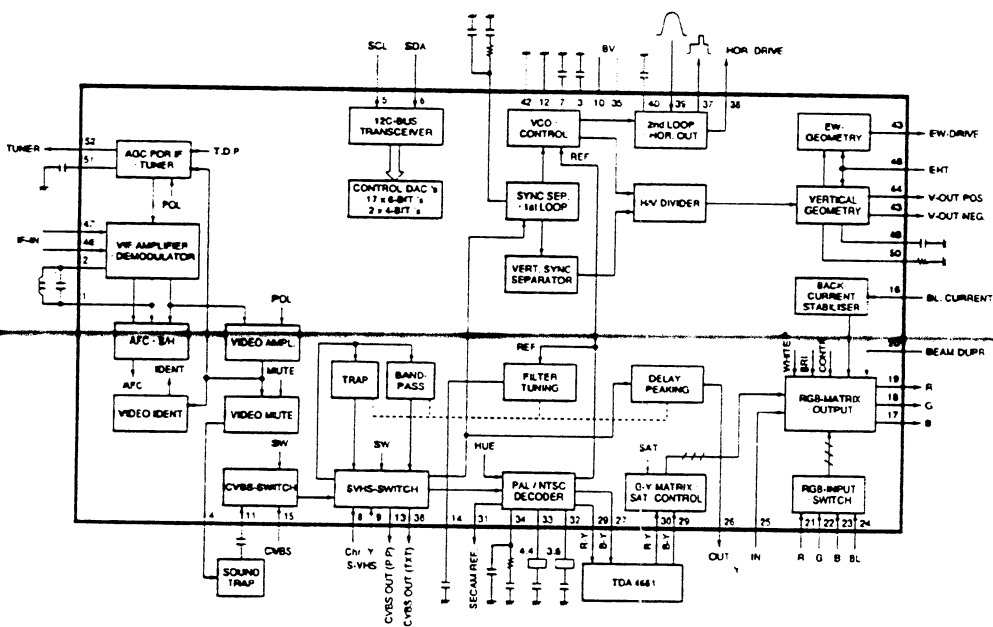 SCL SDA 8V HOR. DRIVE
5 6 42 12 7 3 10 35 40 39 37 38
I2C-BUS
TRANSCEIVER
VCO -
CONTROL
2nd LOOP
HOR. OUT
EW-
GEOMETRY
43 EW-DRIVE
TUNER 52
51
AGC FOR IF
- TUNER
T.D.P
REF
EHT
CONTROL DAC's
17 x 6-BIT 's
2 x 4-BIT 's
SYNC SEP.
- 1st LOOP
H/V DIVIDER
VERTICAL
GEOMETRY
44 V-OUT POS
43 V-OUT NEG.
POL
47
IF-IN 46
2
VIF AMPLIFIER
DEMODULATOR
VERT. SYNC
SEPARATOR
50
1
BACK
CURRENT
STABILISER
16 BL. CURRENT
POL
AFC - S/H
VIDEO AMPL.
REF
WHITE
BRI
CONTR
BEAM DUPR.
AFC
IDENT
MUTE
TRAP
BAND-
PASS
FILTER
TUNING
DELAY
PEAKING
RGB-MATRIX
OUTPUT
19 R
18 G
17 B
VIDEO IDENT
VIDEO MUTE
SW
SW
HUE
SAT
CVBS-SWITCH
SVHS-SWITCH
PAL / NTSC
DECODER
SAT CONTROL
RGB-INPUT
SWITCH
4 11 15 8 9 13 38 14 31 34 33 32 29 27 30 29 26 25 21 22 23 24
CVBS
Chr Y
S-VHS
CVBS OUT (P.P)
CVBS OUT (TXT)
SECAM REF.
4.4 3.6
R-Y B-Y R-Y B-Y
OUT IN
Y
R G B BL
SOUND
TRAP
TDA 4661